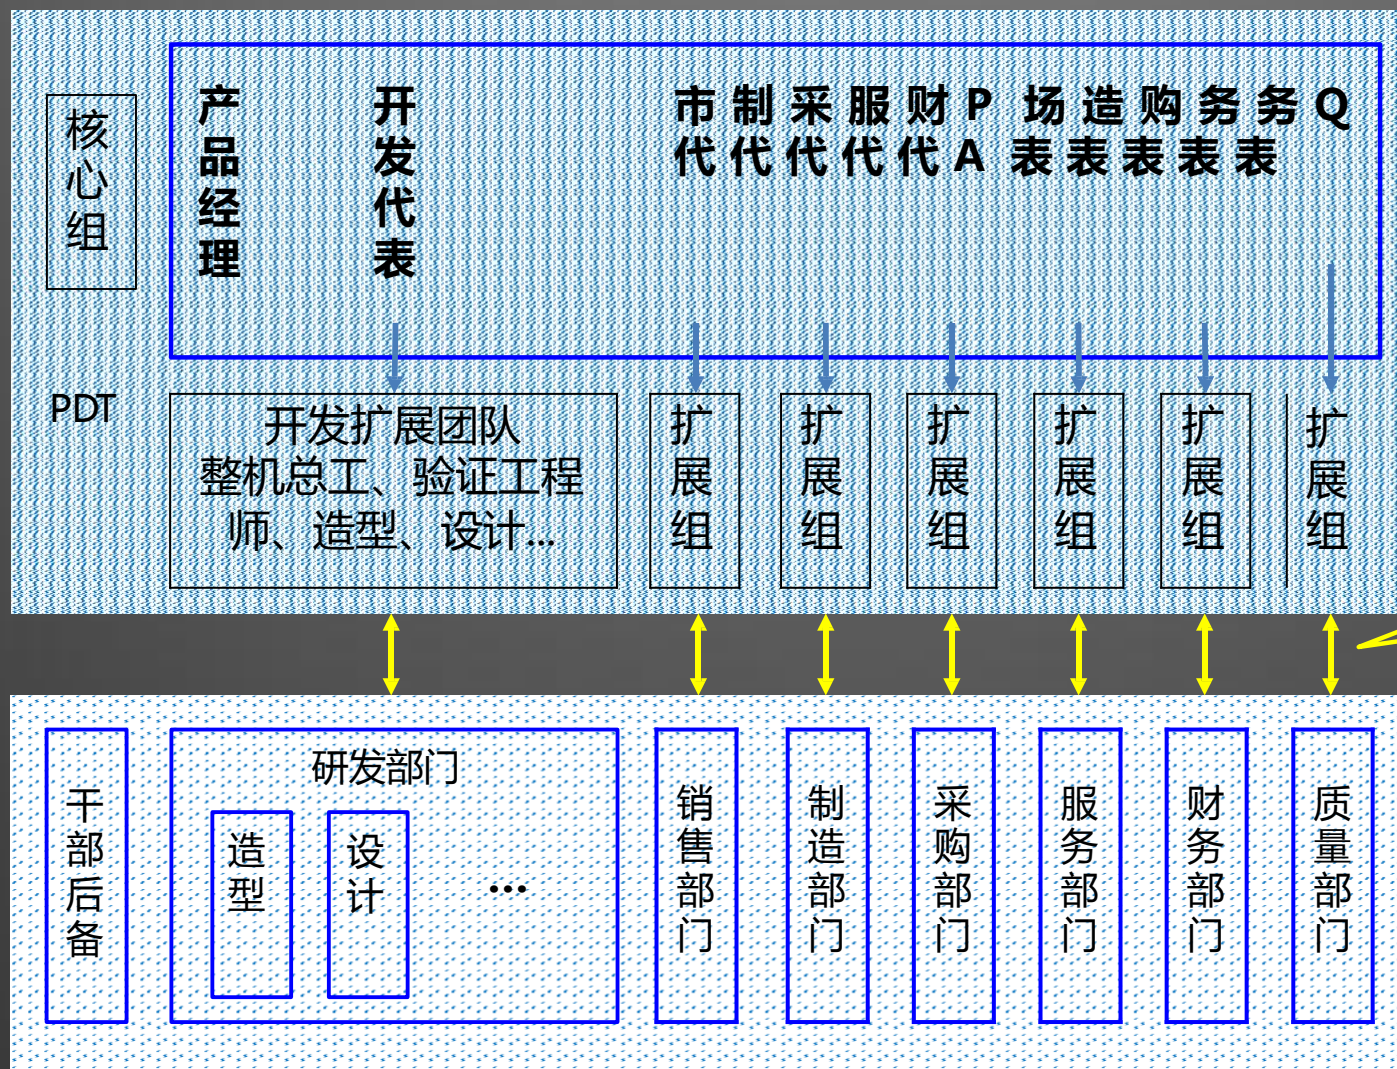 核心组
产品经理
开发代表
市 制 采 服 财 P 场 造 购 务 务 Q
代 代 代 代 代 A 表 表 表 表 表
PDT
开发扩展团队
整机总工、验证工程
师、造型、设计...
扩展组
扩展组
扩展组
扩展组
扩展组
扩展组
干部后备
研发部门
造型
设计
...
销售部门
制造部门
采购部门
服务部门
财务部门
质量部门